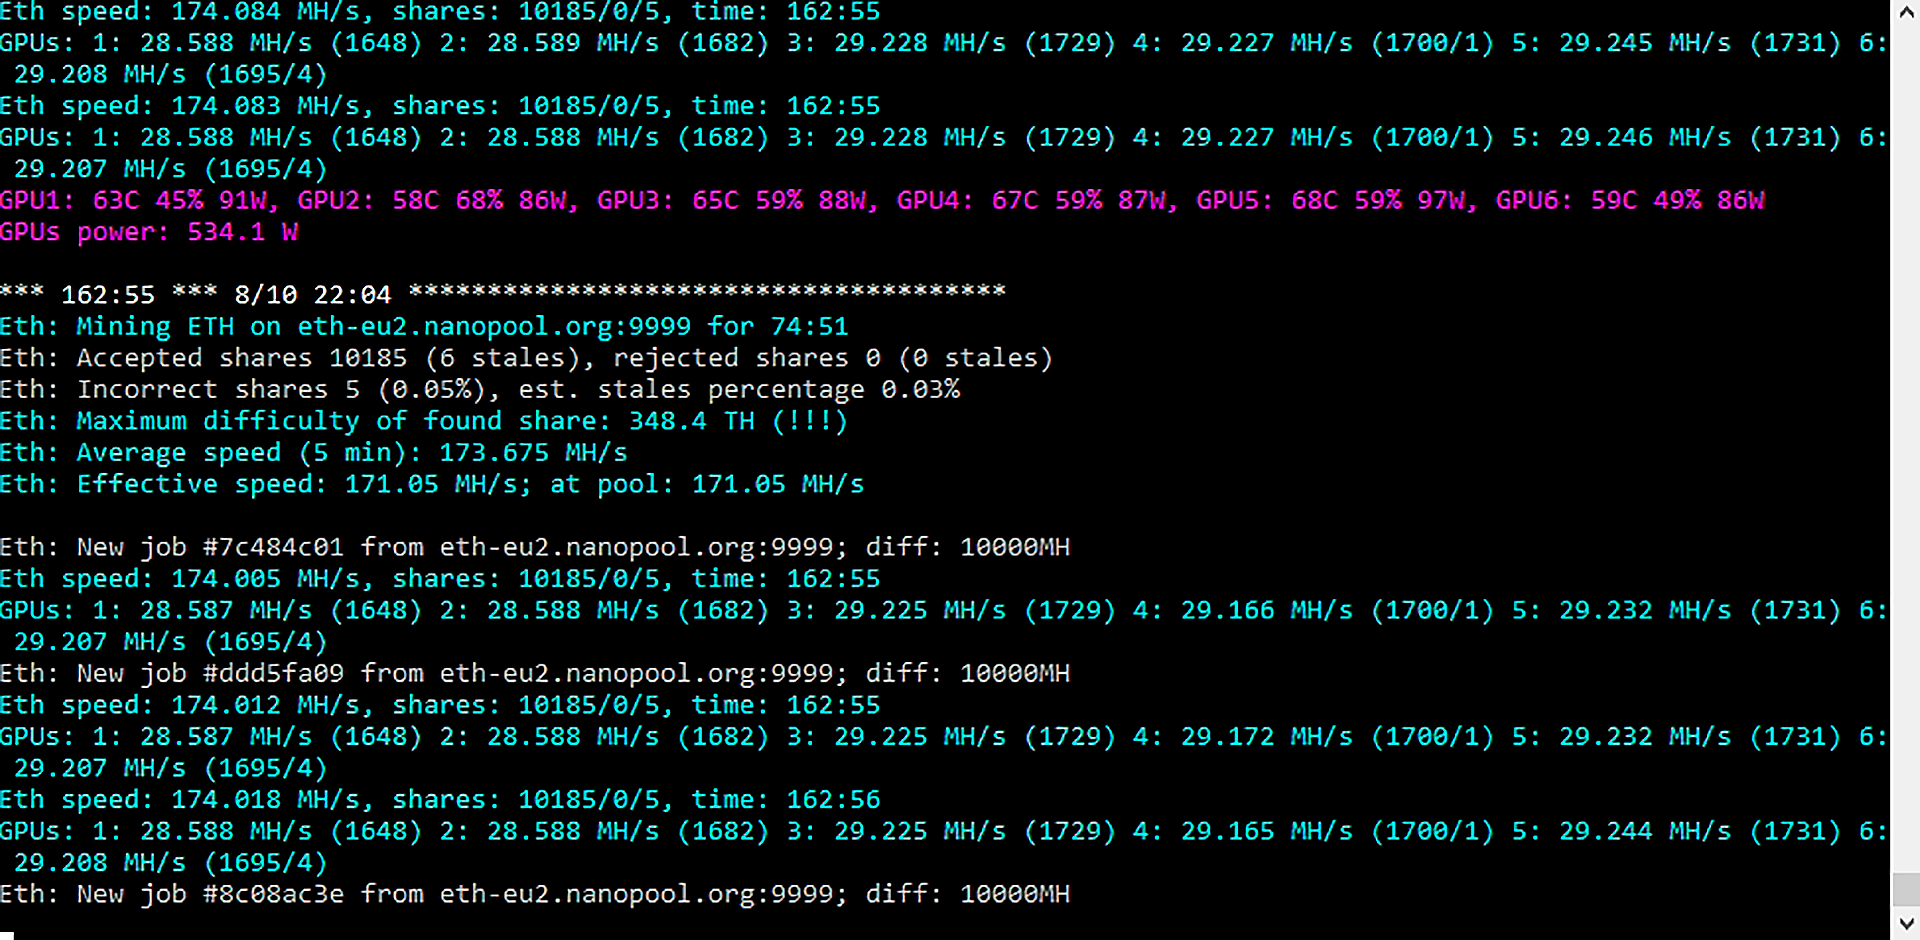 Eth speed: 174.084 MH/s, shares: 10185/0/5, time: 162:55
GPUs: 1: 28.588 MH/s (1648) 2: 28.589 MH/s (1682) 3: 29.228 MH/s (1729) 4: 29.227 MH/s (1700/1) 5: 29.245 MH/s (1731) 6:
29.208 MH/s (1695/4)
Eth speed: 174.083 MH/s, shares: 10185/0/5, time: 162:55
GPUs: 1: 28.588 MH/s (1648) 2: 28.588 MH/s (1682) 3: 29.228 MH/s (1729) 4: 29.227 MH/s (1700/1) 5: 29.246 MH/s (1731) 6:
29.207 MH/s (1695/4)
GPU1: 63C 45% 91W, GPU2: 58C 68% 86W, GPU3: 65C 59% 88W, GPU4: 67C 59% 87W, GPU5: 68C 59% 97W, GPU6: 59C 49% 86W
GPUs power: 534.1 W
*** 162:55 *** 8/10 22:04 **************************************
Eth: Mining ETH on eth-eu2.nanopool.org:9999 for 74:51
Eth: Accepted shares 10185 (6 stales), rejected shares 0 (0 stales)
Eth: Incorrect shares 5 (0.05%), est. stales percentage 0.03%
Eth: Maximum difficulty of found share: 348.4 TH (!!!)
Eth: Average speed (5 min): 173.675 MH/s
Eth: Effective speed: 171.05 MH/s; at pool: 171.05 MH/s
Eth: New job #7c484c01 from eth-eu2.nanopool.org:9999; diff: 10000MH
Eth speed: 174.005 MH/s, shares: 10185/0/5, time: 162:55
GPUs: 1: 28.587 MH/s (1648) 2: 28.588 MH/s (1682) 3: 29.225 MH/s (1729) 4: 29.166 MH/s (1700/1) 5: 29.232 MH/s (1731) 6:
29.207 MH/s (1695/4)
Eth: New job #ddd5fa09 from eth-eu2.nanopool.org:9999; diff: 10000MH
Eth speed: 174.012 MH/s, shares: 10185/0/5, time: 162:55
GPUs: 1: 28.587 MH/s (1648) 2: 28.588 MH/s (1682) 3: 29.225 MH/s (1729) 4: 29.172 MH/s (1700/1) 5: 29.232 MH/s (1731) 6:
29.207 MH/s (1695/4)
Eth speed: 174.018 MH/s, shares: 10185/0/5, time: 162:56
GPUs: 1: 28.588 MH/s (1648) 2: 28.588 MH/s (1682) 3: 29.225 MH/s (1729) 4: 29.165 MH/s (1700/1) 5: 29.244 MH/s (1731) 6:
29.208 MH/s (1695/4)
Eth: New job #8c08ac3e from eth-eu2.nanopool.org:9999; diff: 10000MH